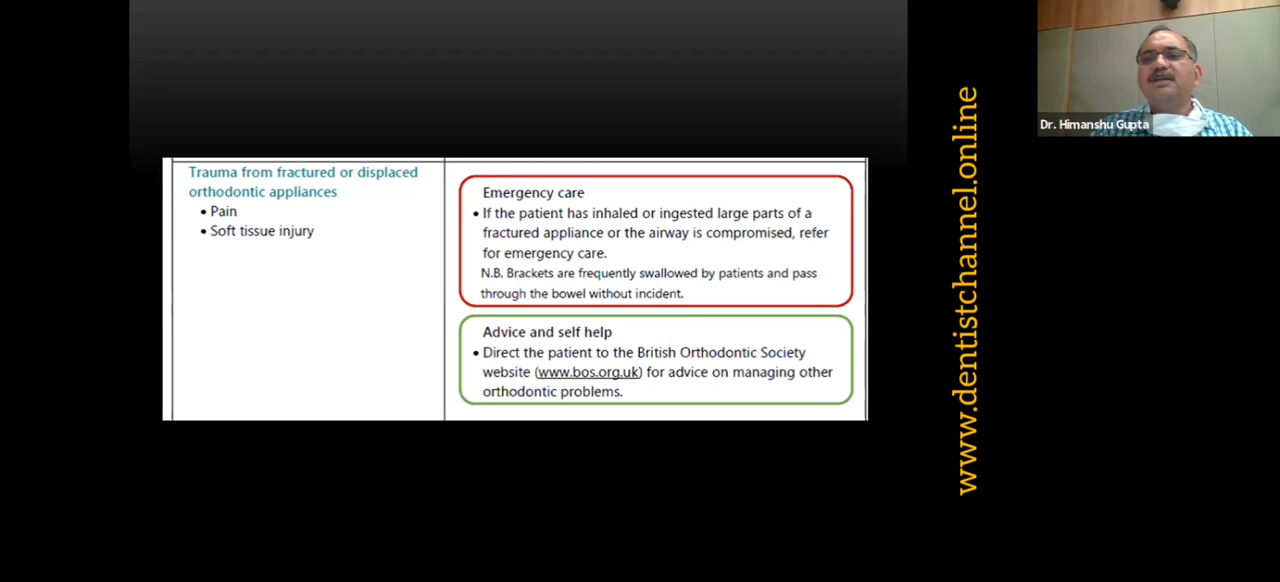 Trauma from fractured or displaced
orthodontic appliances
• Pain
• Soft tissue injury
Emergency care
• If the patient has inhaled or ingested large parts of a
fractured appliance or the airway is compromised, refer
for emergency care.
N.B. Brackets are frequently swallowed by patients and pass
through the bowel without incident.
Advice and self help
• Direct the patient to the British Orthodontic Society
website (www.bos.org.uk) for advice on managing other
orthodontic problems.
www.dentistchannel.online
Dr. Himanshu Gupta